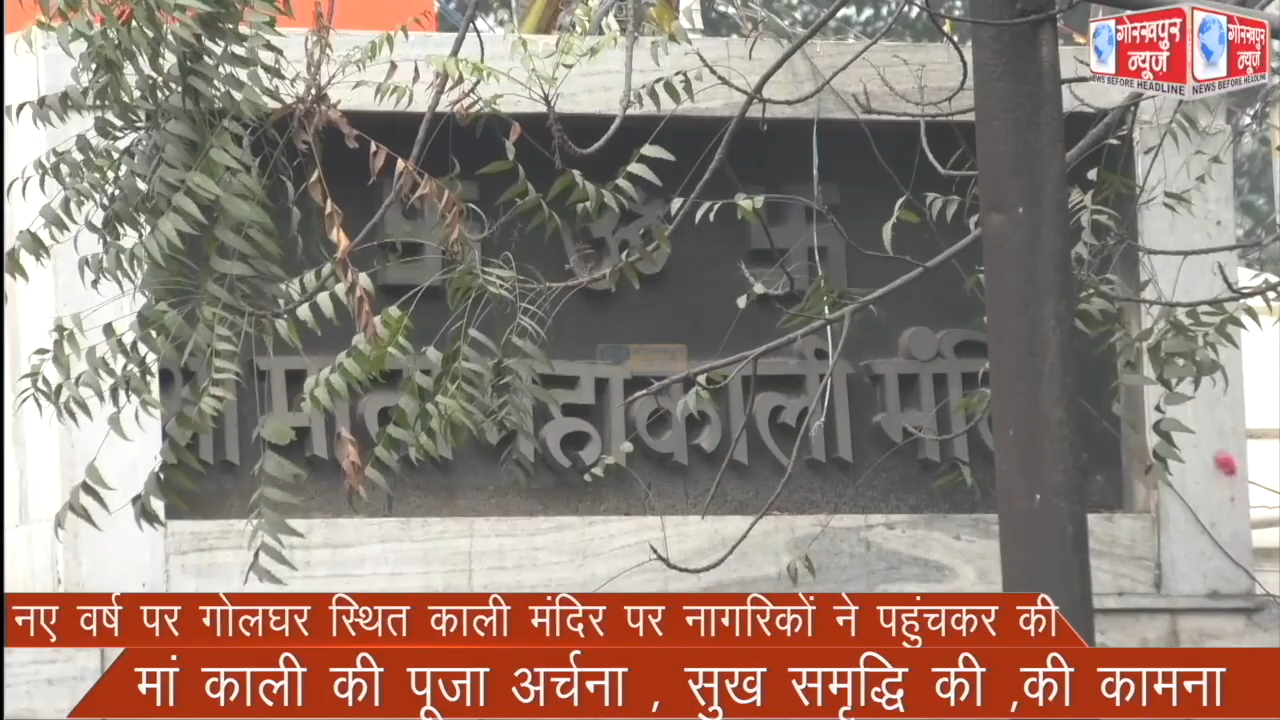 गोरखपुर न्यूज गोरखपुर न्यूज
NEWS BEFORE HEADLINE NEWS BEFORE HEADLINE
महाकाली
नए वर्ष पर गोलघर स्थित काली मंदिर पर नागरिकों ने पहुंचकर की
मां काली की पूजा अर्चना , सुख समृद्धि की ,की कामना